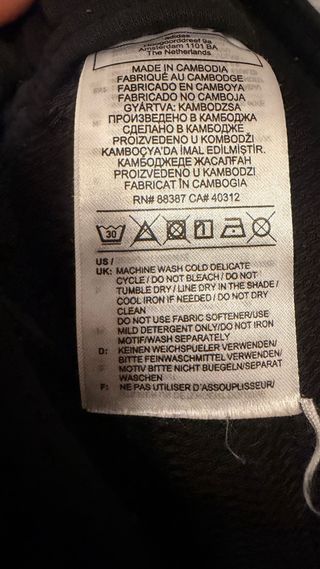 adidas
Amsterdam 1101 BA
The Netherlands
MADE IN CAMBODIA
FABRIQUÉ AU CAMBODGE
FABRICADO EN CAMBOYA
FABRICADO NO CAMBOJA
GYÁRTVA: KAMBODZSA
ПРОИЗВЕДЕНО В КАМБОДЖА
СДЕЛАНО В КАМБОДЖЕ
PROIZVEDENO U KAMBODŽI
KAMBOÇYA'DA İMAL EDİLMİŞTİR.
КАМБОДЖЕДЕ ЖАСАЛҒАН
PROIZVEDENO U KAMBODŽI
FABRICAT ÎN CAMBOGIA
RN# 88387 CA# 40312
30
US /
UK: MACHINE WASH COLD DELICATE
CYCLE / DO NOT BLEACH / DO NOT
TUMBLE DRY / LINE DRY IN THE SHADE /
COOL IRON IF NEEDED / DO NOT DRY
CLEAN
DO NOT USE FABRIC SOFTENER/USE
MILD DETERGENT ONLY/DO NOT IRON
MOTIF/WASH SEPARATELY
D: KEINEN WEICHSPUELER VERWENDEN/
BITTE FEINWASCHMITTEL VERWENDEN/
MOTIV BITTE NICHT BUEGELN/SEPARAT
WASCHEN
F: NE PAS UTILISER D'ASSOUPLISSEUR/